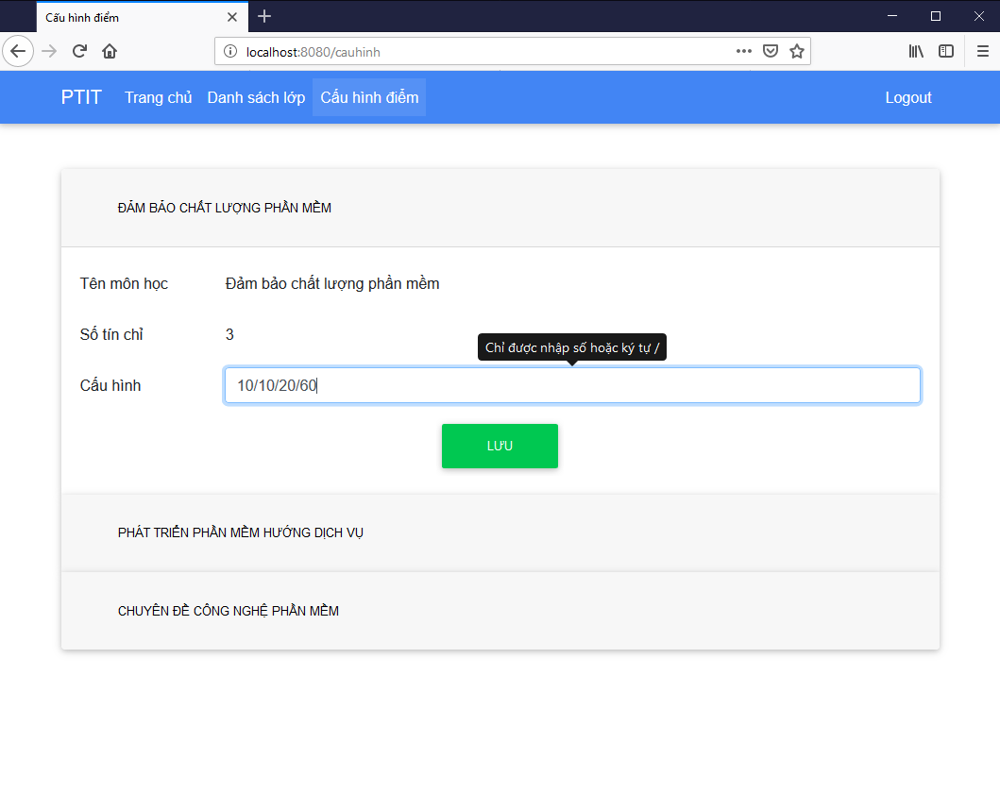 Cấu hình điểm
localhost:8080/cauhinh
PTIT Trang chủ Danh sách lớp Cấu hình điểm Logout
ĐẢM BẢO CHẤT LƯỢNG PHẦN MỀM
Tên môn học Đảm bảo chất lượng phần mềm
Số tín chỉ 3
Chỉ được nhập số hoặc ký tự /
Cấu hình 10/10/20/60
LƯU
PHÁT TRIỂN PHẦN MỀM HƯỚNG DỊCH VỤ
CHUYÊN ĐỀ CÔNG NGHỆ PHẦN MỀM